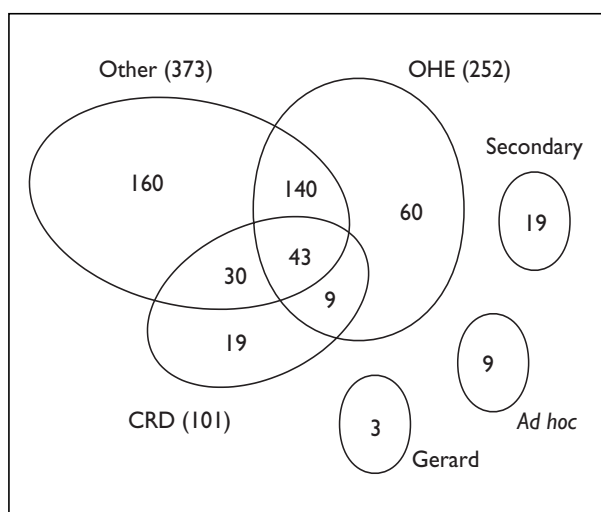 Other (373)
OHE (252)
Secondary
160
140
60
19
43
30
9
19
9
CRD (101)
3
Ad hoc
Gerard